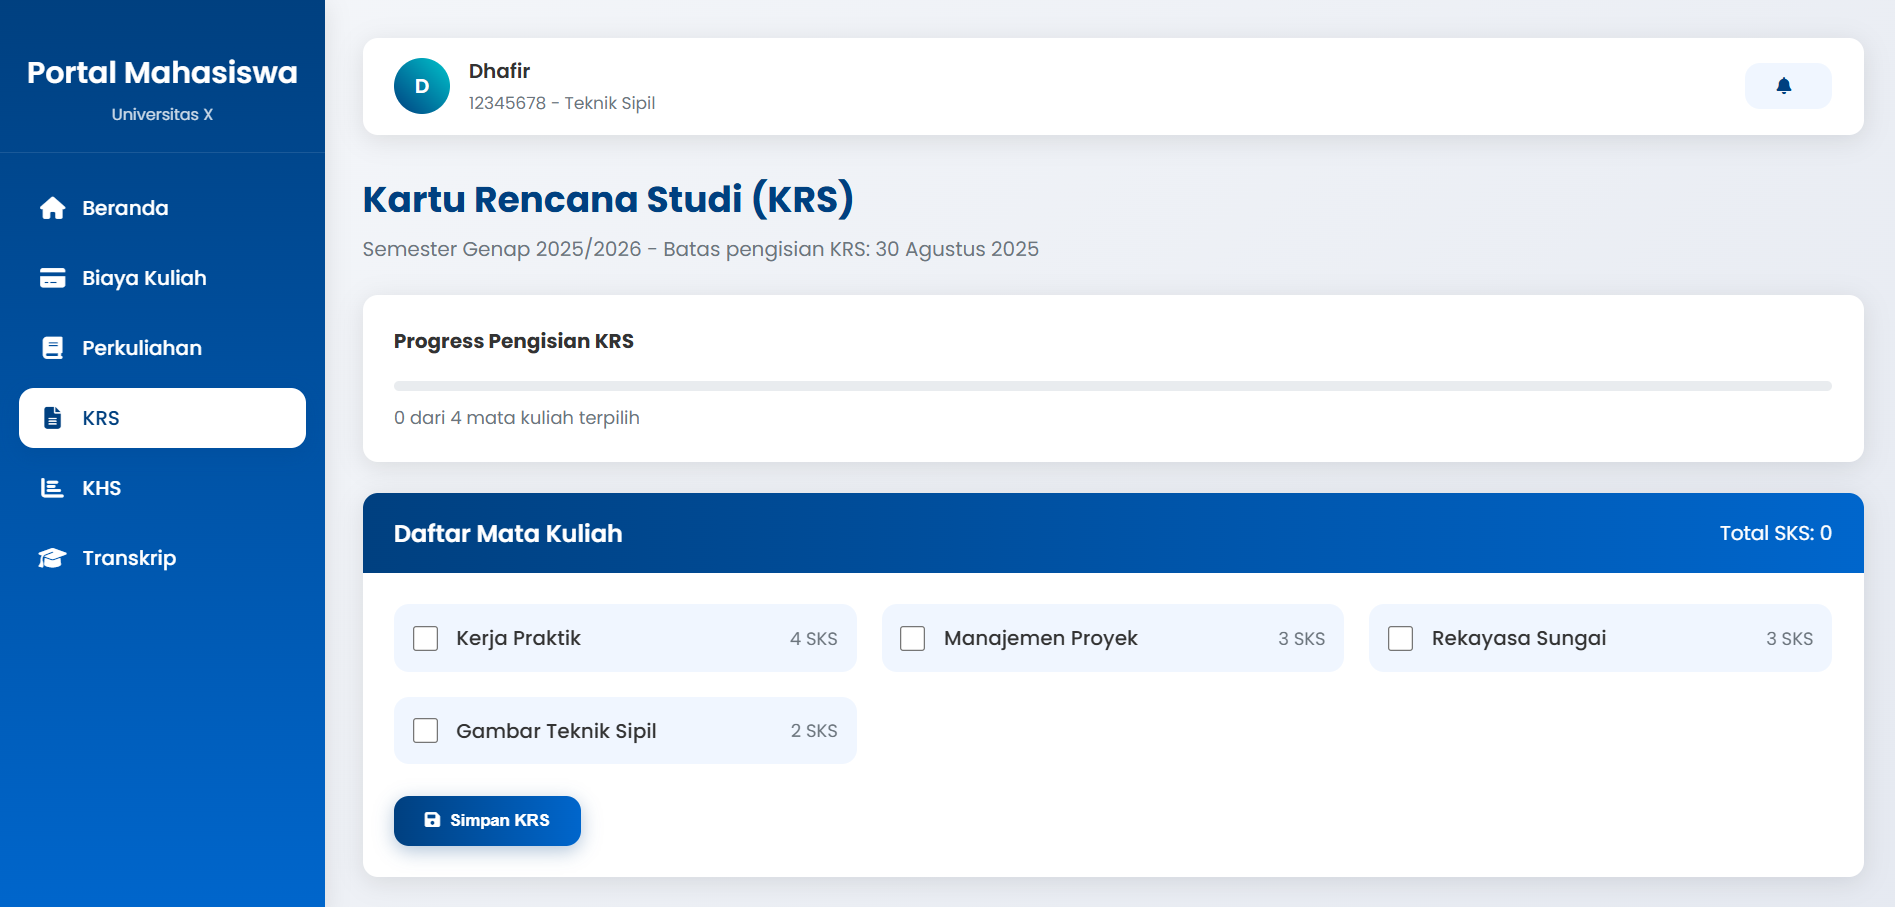 Portal Mahasiswa
Universitas X
Beranda
Biaya Kuliah
Perkuliahan
KRS
KHS
Transkrip
D
Dhafir
12345678 - Teknik Sipil
Kartu Rencana Studi (KRS)
Semester Genap 2025/2026 - Batas pengisian KRS: 30 Agustus 2025
Progress Pengisian KRS
0 dari 4 mata kuliah terpilih
Daftar Mata Kuliah
Total SKS: 0
Kerja Praktik 4 SKS
Manajemen Proyek 3 SKS
Rekayasa Sungai 3 SKS
Gambar Teknik Sipil 2 SKS
Simpan KRS